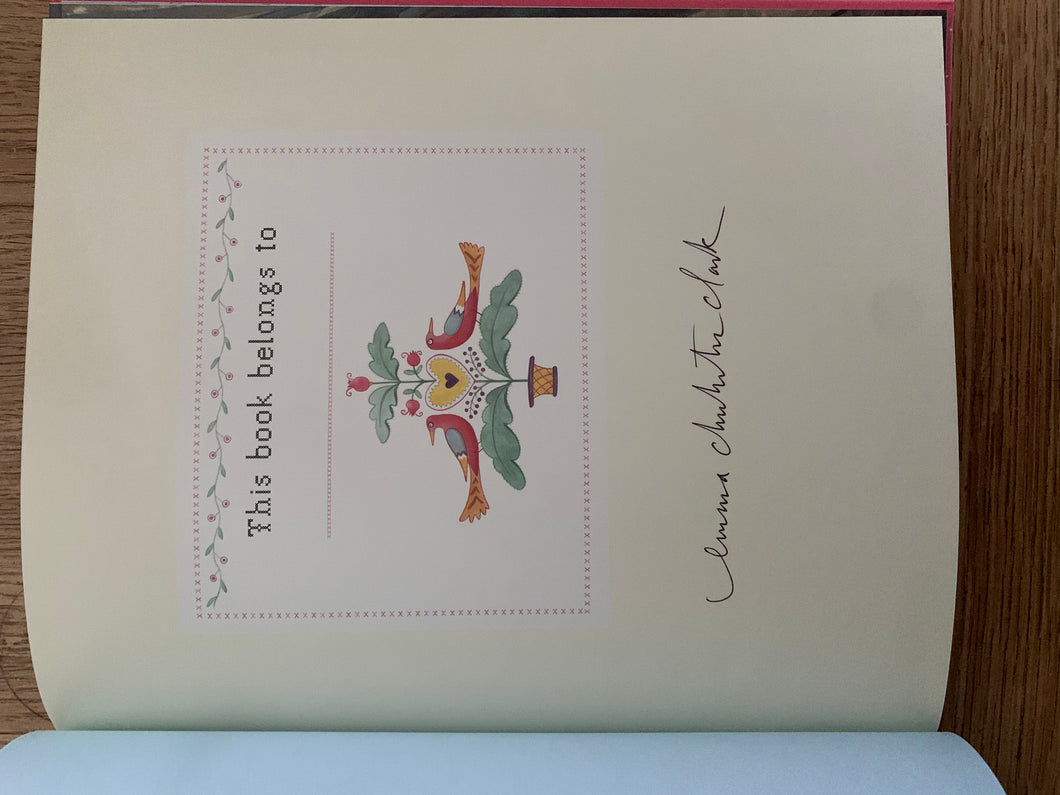 This book belongs to
emma chichester clark